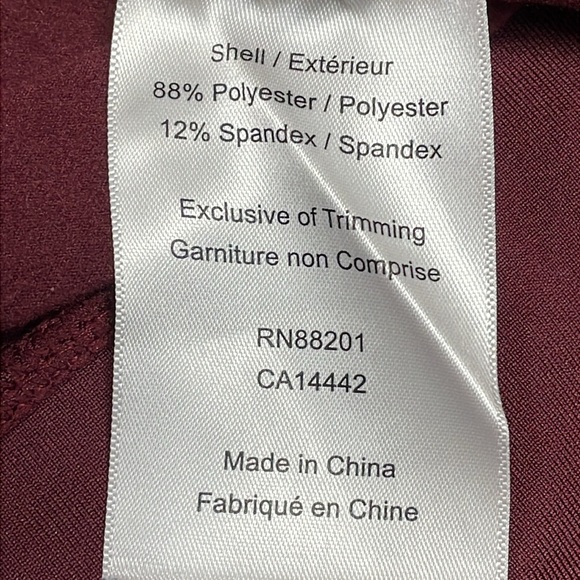 Shell / Extérieur
88% Polyester / Polyester
12% Spandex / Spandex
Exclusive of Trimming
Garniture non Comprise
RN88201
CA14442
Made in China
Fabriqué en Chine